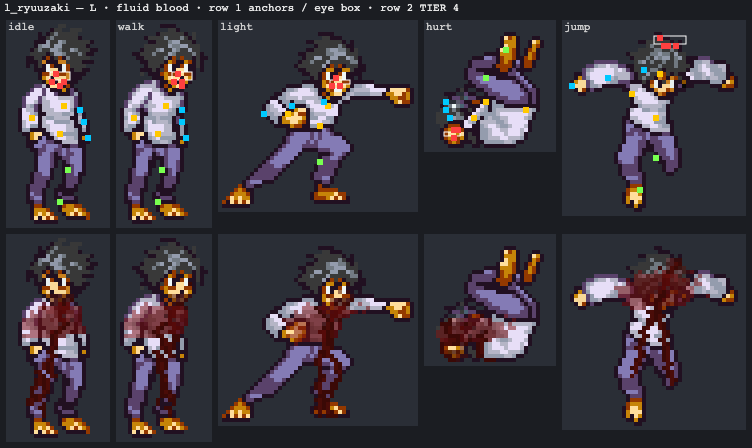 l_ryuuzaki — L · fluid blood · row 1 anchors / eye box · row 2 TIER 4
idle
walk
light
hurt
jump